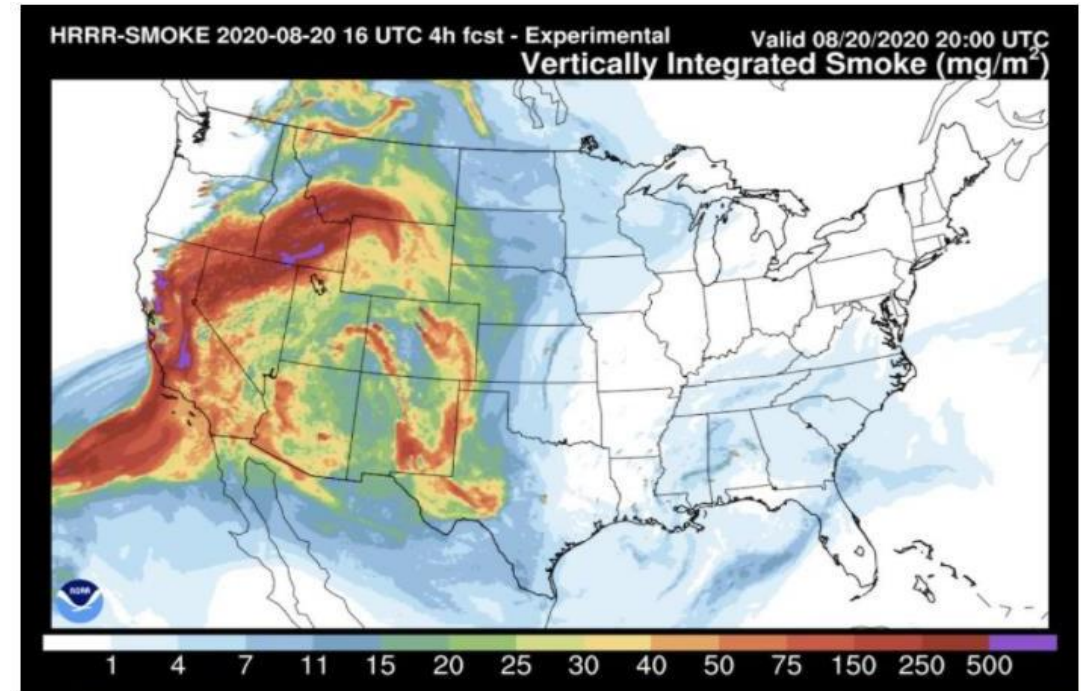 HRRR-SMOKE 2020-08-20 16 UTC 4h fcst - Experimental
Valid 08/20/2020 20:00 UTC
Vertically Integrated Smoke (mg/m²)
NOAA
1 4 7 11 15 20 25 30 40 50 75 150 250 500